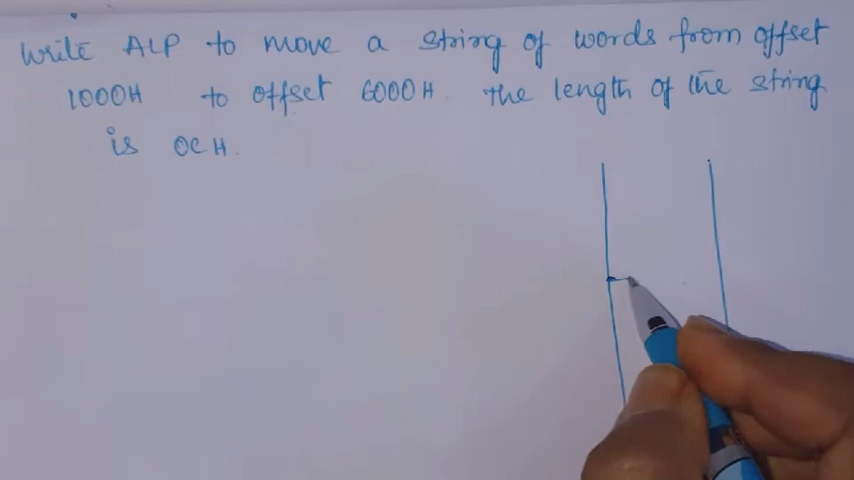 Write ALP to move a string of words from offset
1000H to offset 6000H. The length of the string
is 0CH.